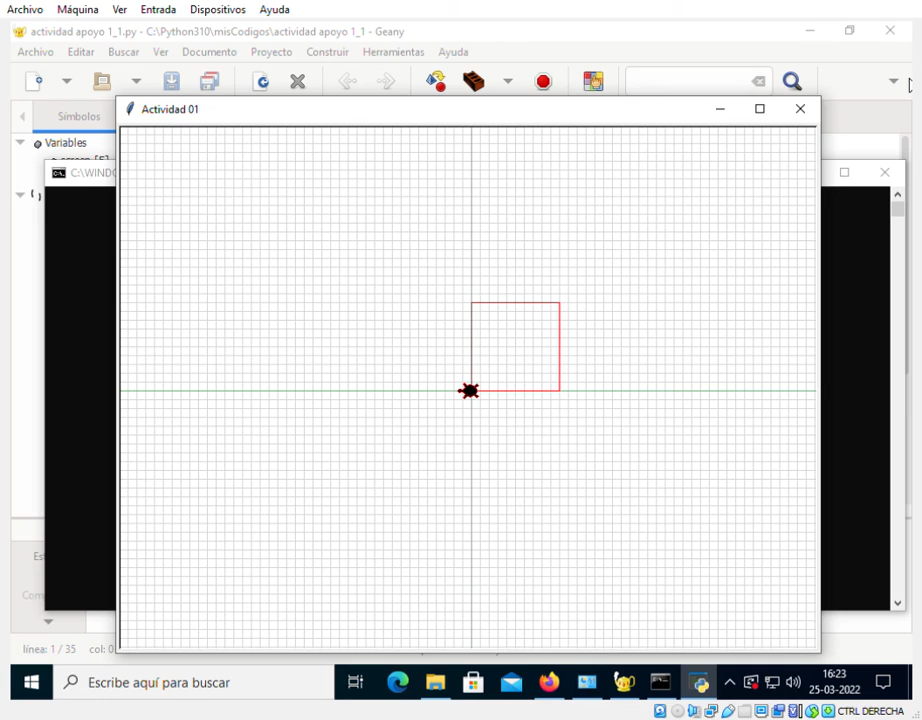 Archivo Máquina Ver Entrada Dispositivos Ayuda
actividad apoyo 1_1.py - C:\Python310\misCodigos\actividad apoyo 1_1 - Geany
Archivo Editar Buscar Ver Documento Proyecto Construir Herramientas Ayuda
Actividad 01
Símbolos
Variables
C:\WIND
línea: 1 / 35 col: 0
Escribe aquí para buscar
16:23
25-03-2022
CTRL DERECHA